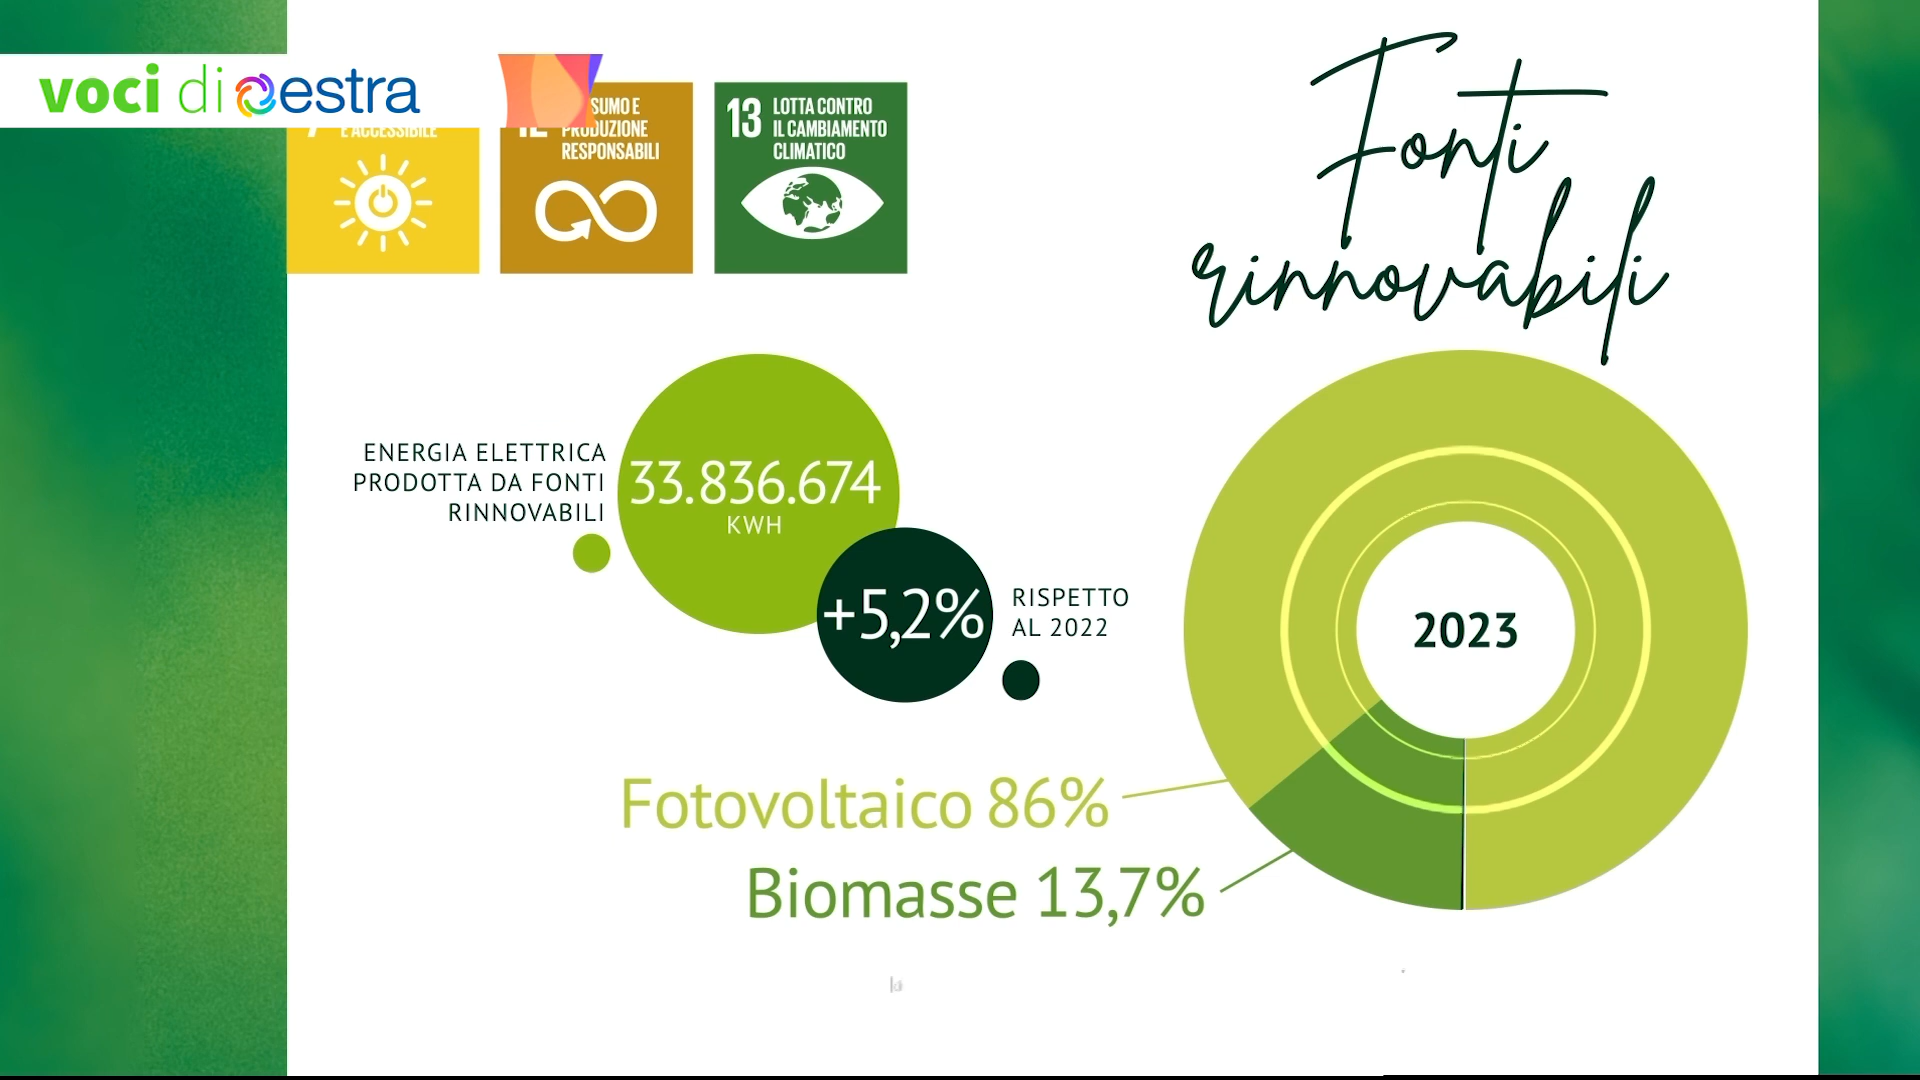 voci di estra
E ACCESSIBILE
SUMO E
PRODUZIONE
RESPONSABILI
13 LOTTA CONTRO
IL CAMBIAMENTO
CLIMATICO
Fonti
rinnovabili
ENERGIA ELETTRICA
PRODOTTA DA FONTI
RINNOVABILI
33.836.674
KWH
+5,2%
RISPETTO
AL 2022
2023
Fotovoltaico 86%
Biomasse 13,7%